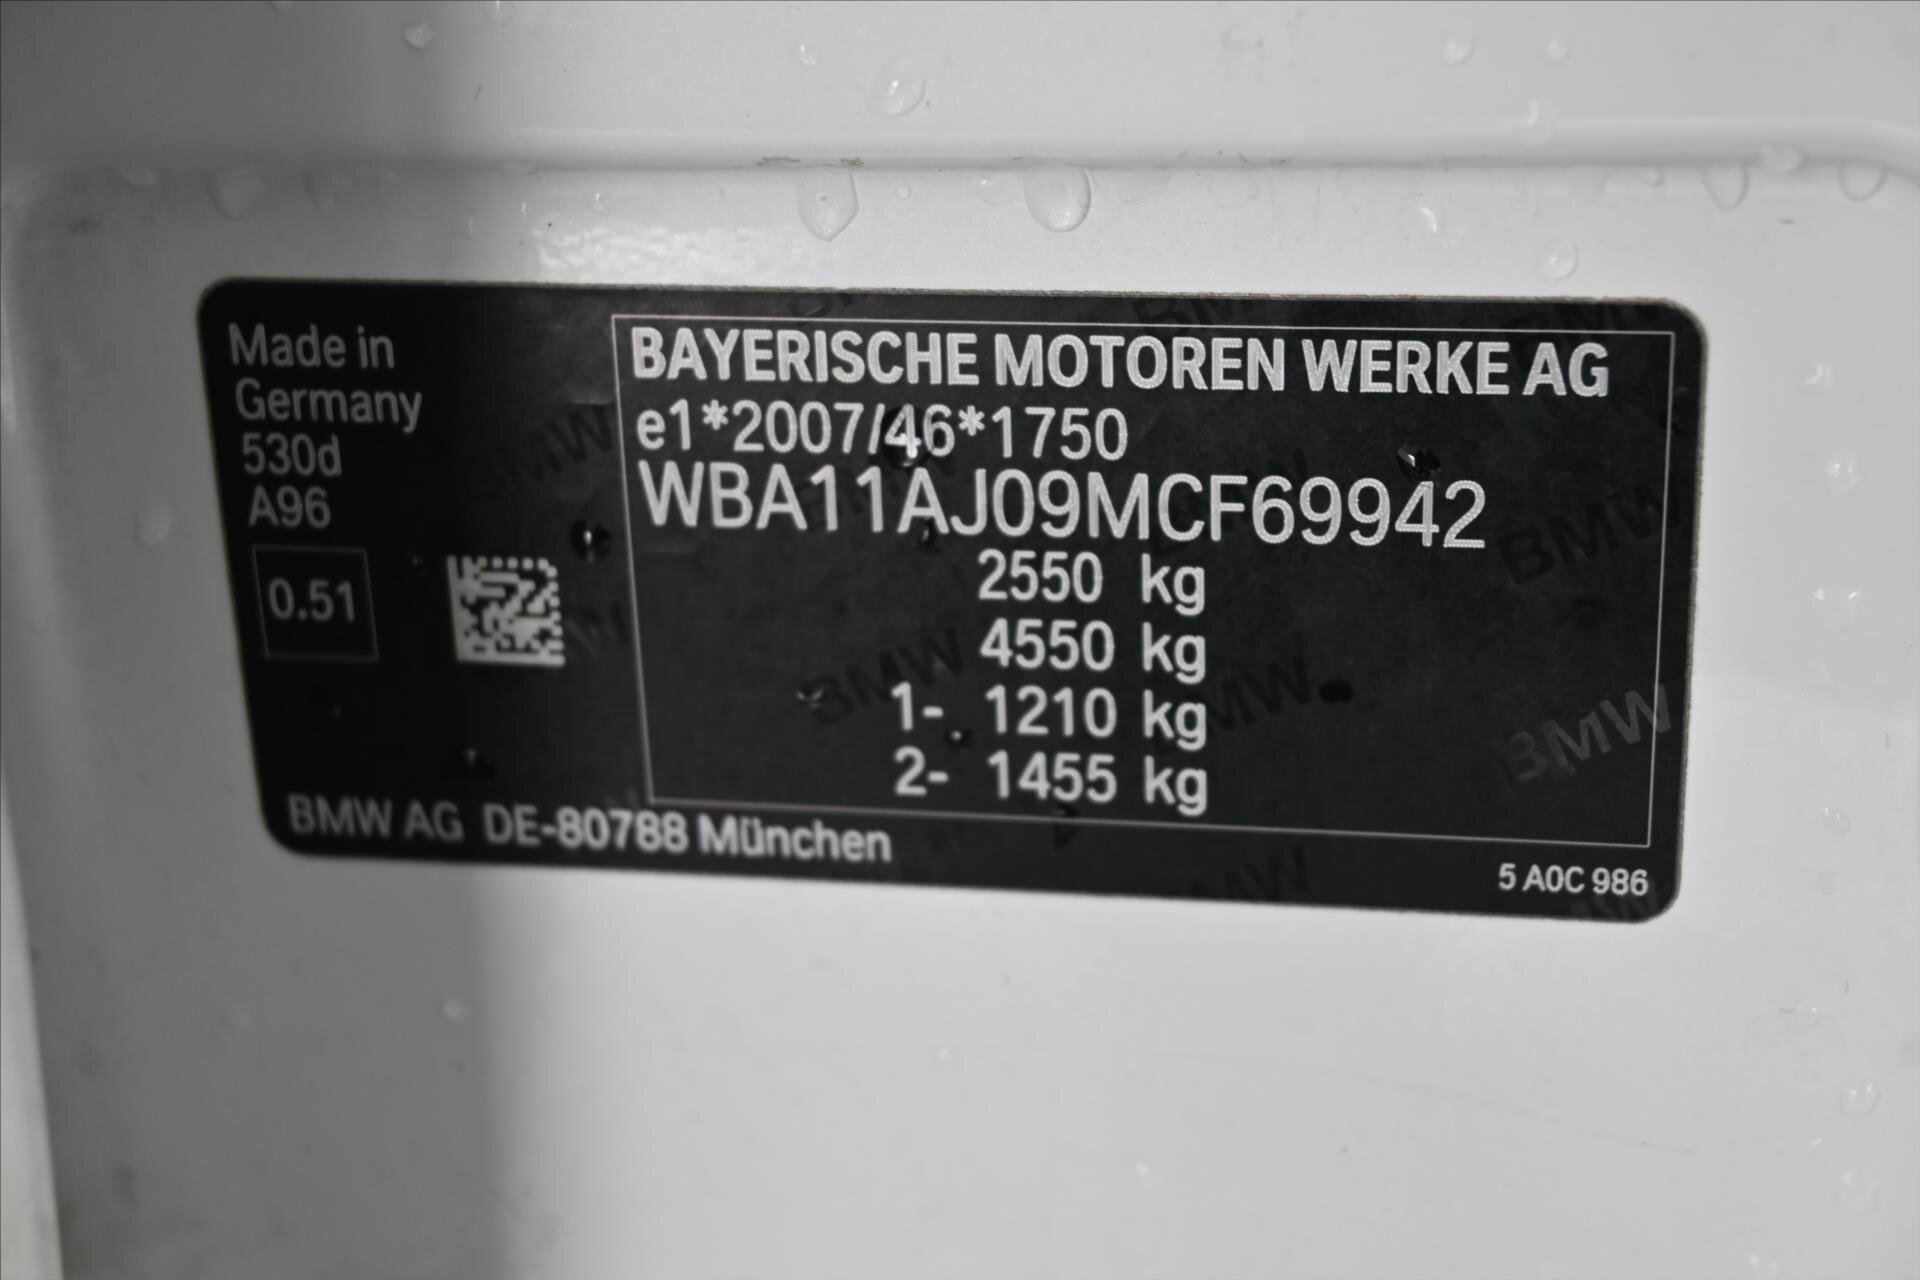 Made in
Germany
530d
A96
0.51
BAYERISCHE MOTOREN WERKE AG
e1*2007/46*1750
WBA11AJ09MCF69942
2550 kg
4550 kg
1- 1210 kg
2- 1455 kg
BMW AG DE-80788 München
5 A0C 986